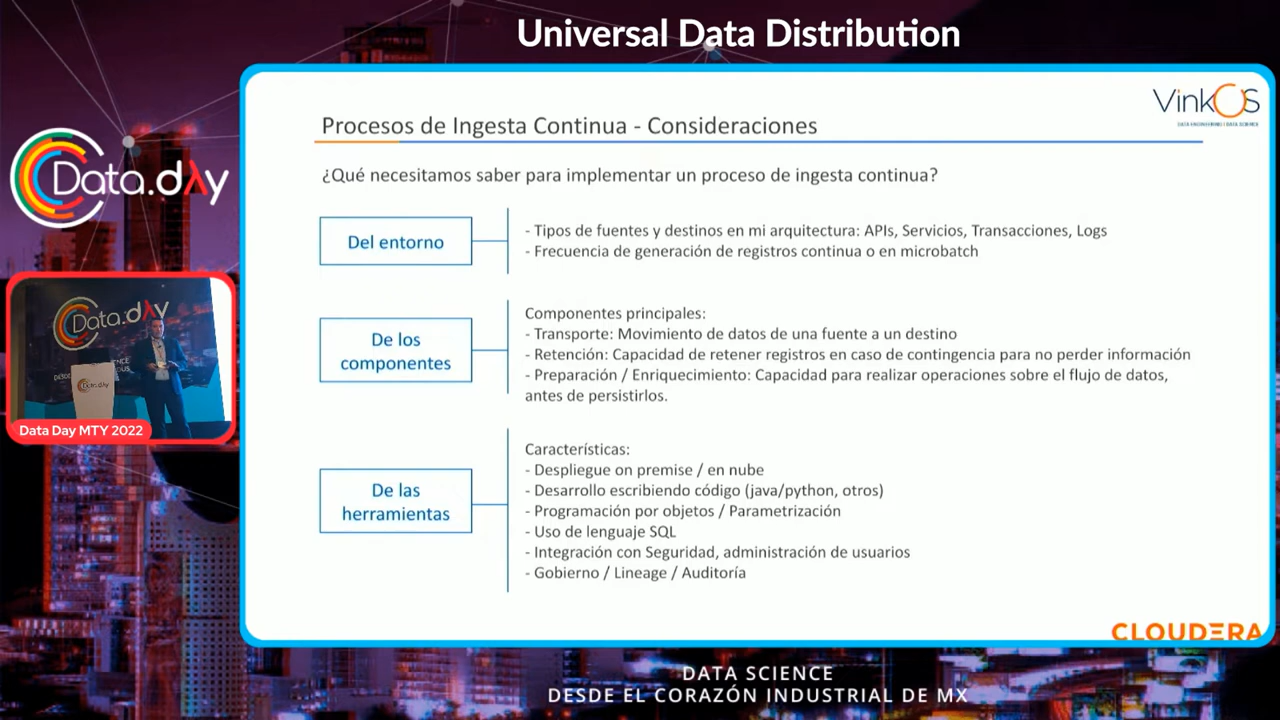 Universal Data Distribution
VinkOS
DATA ENGINEERING | DATA SCIENCE
Procesos de Ingesta Continua - Consideraciones
Data.day
¿Qué necesitamos saber para implementar un proceso de ingesta continua?
Del entorno
- Tipos de fuentes y destinos en mi arquitectura: APIs, Servicios, Transacciones, Logs
- Frecuencia de generación de registros continua o en microbatch
De los
componentes
Componentes principales:
- Transporte: Movimiento de datos de una fuente a un destino
- Retención: Capacidad de retener registros en caso de contingencia para no perder información
- Preparación / Enriquecimiento: Capacidad para realizar operaciones sobre el flujo de datos,
antes de persistirlos.
Data.day
Data Day MTY 2022
De las
herramientas
Características:
- Despliegue on premise / en nube
- Desarrollo escribiendo código (java/python, otros)
- Programación por objetos / Parametrización
- Uso de lenguaje SQL
- Integración con Seguridad, administración de usuarios
- Gobierno / Lineage / Auditoría
CLOUDERA
DATA SCIENCE
DESDE EL CORAZÓN INDUSTRIAL DE MX